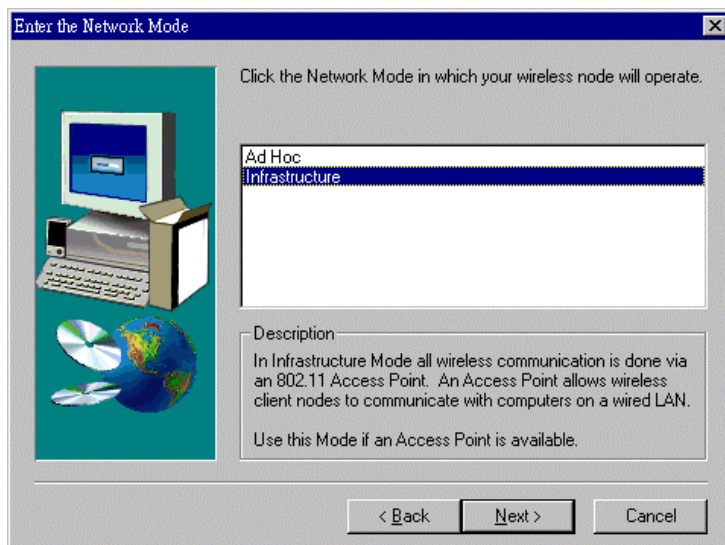 Enter the Network Mode
Click the Network Mode in which your wireless node will operate.
Ad Hoc
Infrastructure
Description
In Infrastructure Mode all wireless communication is done via
an 802.11 Access Point. An Access Point allows wireless
client nodes to communicate with computers on a wired LAN.
Use this Mode if an Access Point is available.
< Back
Next >
Cancel